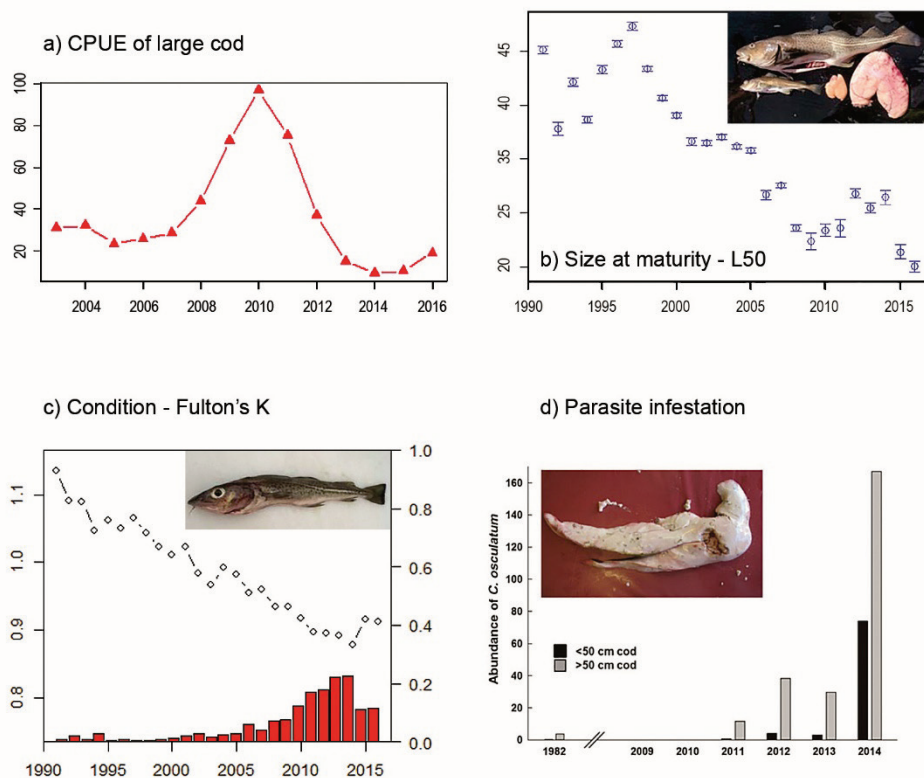 a) CPUE of large cod
100
80
60
40
20
2004 2006 2008 2010 2012 2014 2016
45
40
35
25
20
b) Size at maturity - L50
1990 1995 2000 2005 2010 2015
c) Condition - Fulton's K
1.1
1.0
0.9
0.8
1.0
0.8
0.6
0.4
0.2
0.0
1990 1995 2000 2005 2010 2015
d) Parasite infestation
Abundance of C. osculatum
160
140
120
100
80
60
40
20
0
<50 cm cod
>50 cm cod
1982 2009 2010 2011 2012 2013 2014